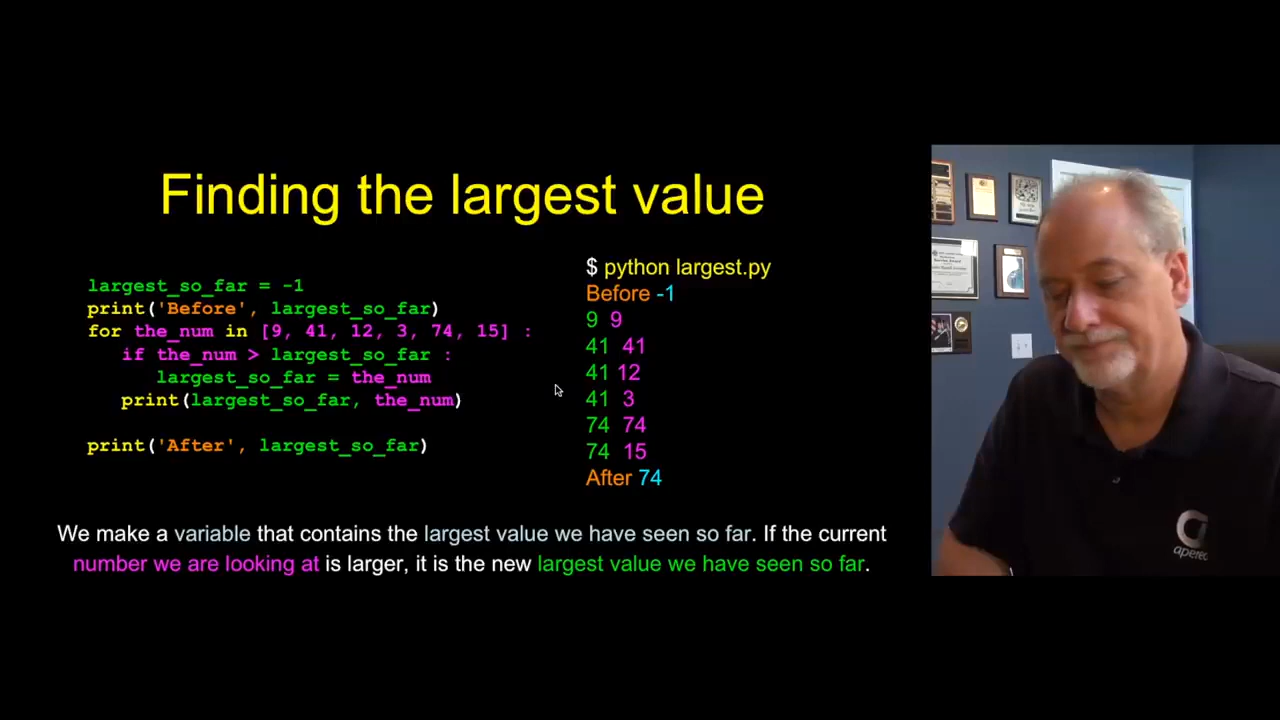 Finding the largest value
largest_so_far = -1
print('Before', largest_so_far)
for the_num in [9, 41, 12, 3, 74, 15] :
   if the_num > largest_so_far :
      largest_so_far = the_num
   print(largest_so_far, the_num)
print('After', largest_so_far)
$ python largest.py
Before -1
9 9
41 41
41 12
41 3
74 74
74 15
After 74
We make a variable that contains the largest value we have seen so far. If the current
number we are looking at is larger, it is the new largest value we have seen so far.
apereo